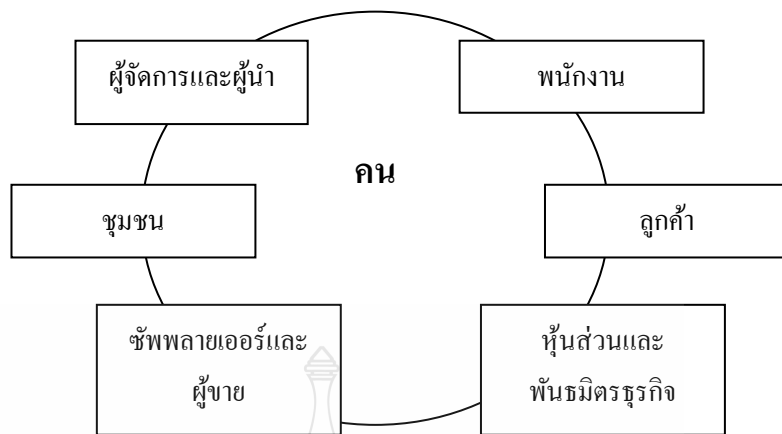 ผู้จัดการและผู้นำ
พนักงาน
คน
ชุมชน
ลูกค้า
ซัพพลายเออร์และ
ผู้ขาย
หุ้นส่วนและ
พันธมิตรธุรกิจ